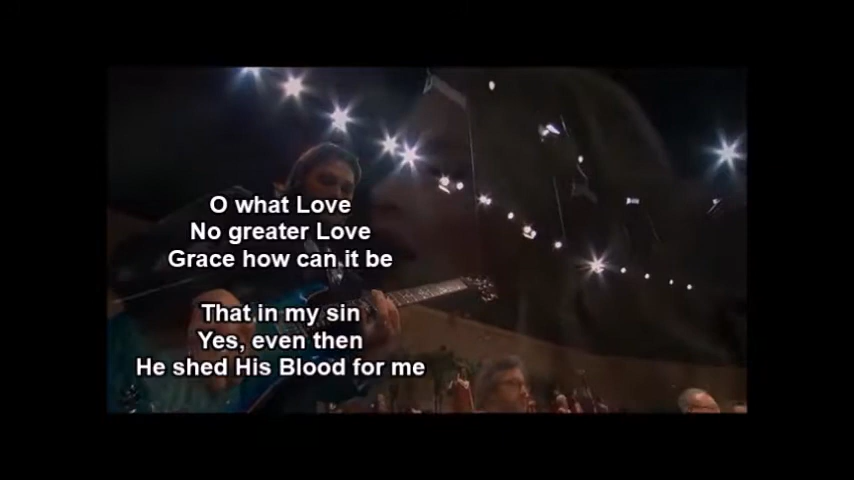 O what Love
No greater Love
Grace how can it be
That in my sin
Yes, even then
He shed His Blood for me